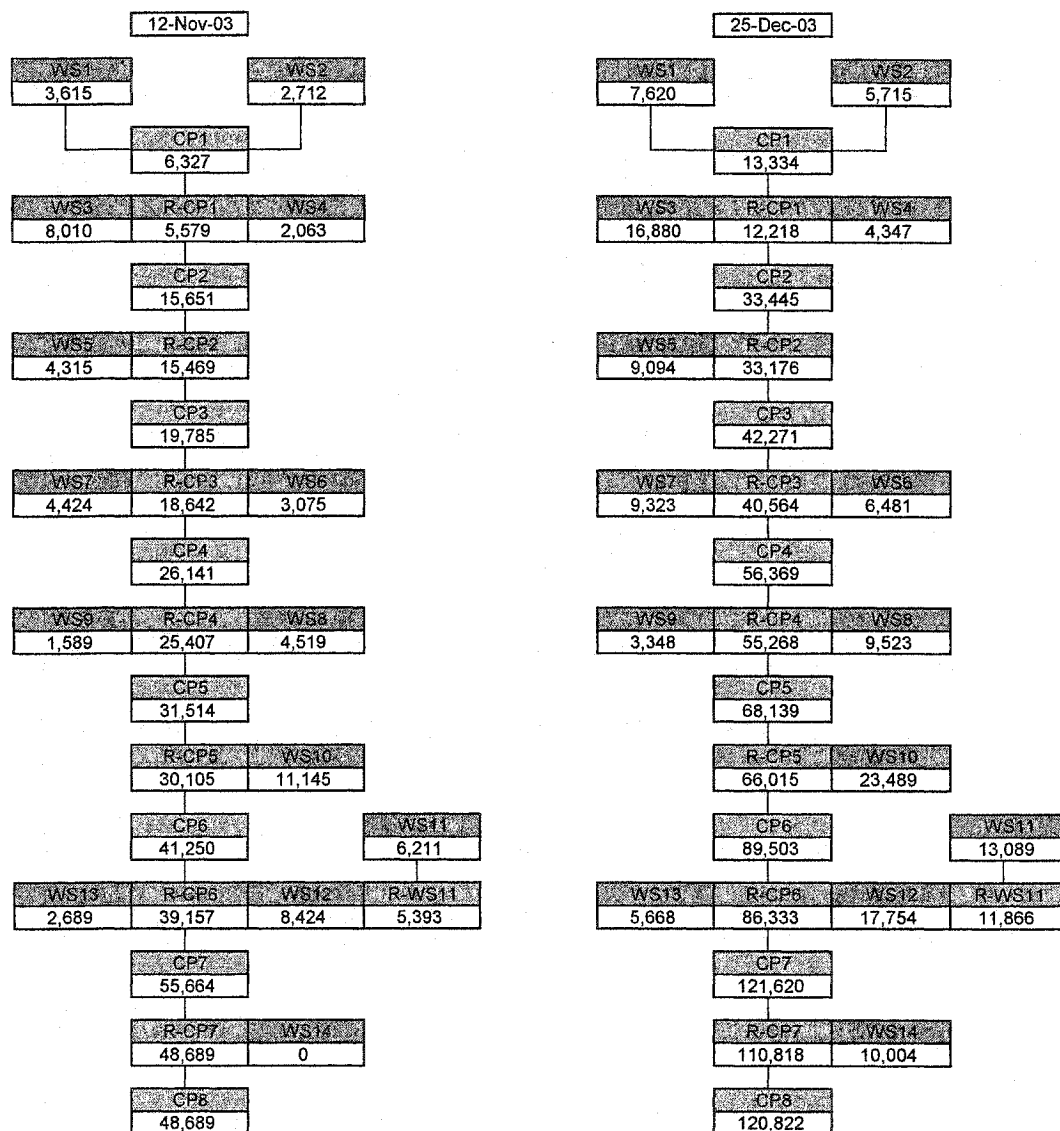 12-Nov-03
WS1 WS2
3,615 2,712
CP1
6,327
WS3 R-CP1 WS4
8,010 5,579 2,063
CP2
15,651
WS5 R-CP2
4,315 15,469
CP3
19,785
WS7 R-CP3 WS6
4,424 18,642 3,075
CP4
26,141
WS9 R-CP4 WS8
1,589 25,407 4,519
CP5
31,514
R-CP5 WS10
30,105 11,145
CP6 WS11
41,250 6,211
WS13 R-CP6 WS12 R-WS11
2,689 39,157 8,424 5,393
CP7
55,664
R-CP7 WS14
48,689 0
CP8
48,689
25-Dec-03
WS1 WS2
7,620 5,715
CP1
13,334
WS3 R-CP1 WS4
16,880 12,218 4,347
CP2
33,445
WS5 R-CP2
9,094 33,176
CP3
42,271
WS7 R-CP3 WS6
9,323 40,564 6,481
CP4
56,369
WS9 R-CP4 WS8
3,348 55,268 9,523
CP5
68,139
R-CP5 WS10
66,015 23,489
CP6 WS11
89,503 13,089
WS13 R-CP6 WS12 R-WS11
5,668 86,333 17,754 11,866
CP7
121,620
R-CP7 WS14
110,818 10,004
CP8
120,822